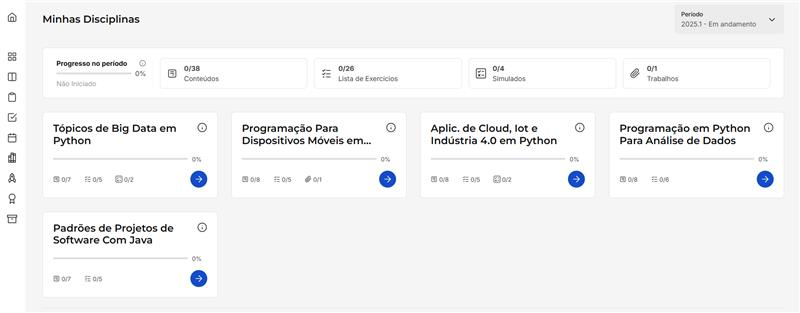 Minhas Disciplinas
Período
2025.1 - Em andamento
Progresso no período
0%
Não Iniciado
0/38
Conteúdos
0/26
Lista de Exercícios
0/4
Simulados
0/1
Trabalhos
Tópicos de Big Data em
Python
0%
0/7 0/5 0/2
Programação Para
Dispositivos Móveis em...
0%
0/8 0/5 0/1
Aplic. de Cloud, Iot e
Indústria 4.0 em Python
0%
0/8 0/5 0/2
Programação em Python
Para Análise de Dados
0%
0/8 0/6
Padrões de Projetos de
Software Com Java
0%
0/7 0/5